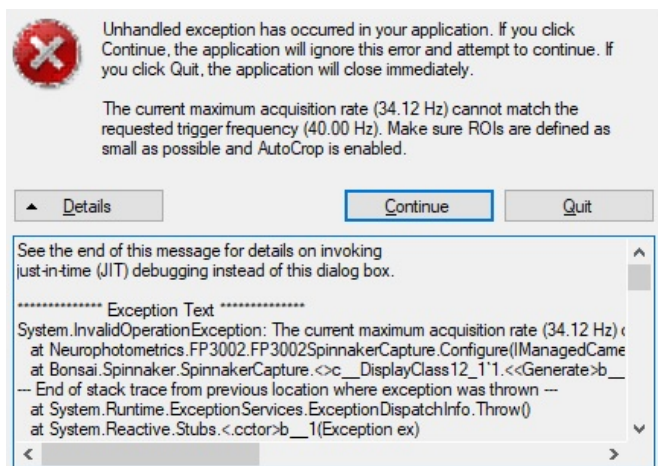 Unhandled exception has occurred in your application. If you click
Continue, the application will ignore this error and attempt to continue. If
you click Quit, the application will close immediately.
The current maximum acquisition rate (34.12 Hz) cannot match the
requested trigger frequency (40.00 Hz). Make sure ROIs are defined as
small as possible and AutoCrop is enabled.
Details
Continue
Quit
See the end of this message for details on invoking
just-in-time (JIT) debugging instead of this dialog box.
************** Exception Text **************
System.InvalidOperationException: The current maximum acquisition rate (34.12 Hz) c
at Neurophotometrics.FP3002.FP3002SpinnakerCapture.Configure(IManagedCame
at Bonsai.Spinnaker.SpinnakerCapture.<>c__DisplayClass12_1`1.<<Generate>b__
--- End of stack trace from previous location where exception was thrown ---
at System.Runtime.ExceptionServices.ExceptionDispatchInfo.Throw()
at System.Reactive.Stubs.<.cctor>b__1(Exception ex)